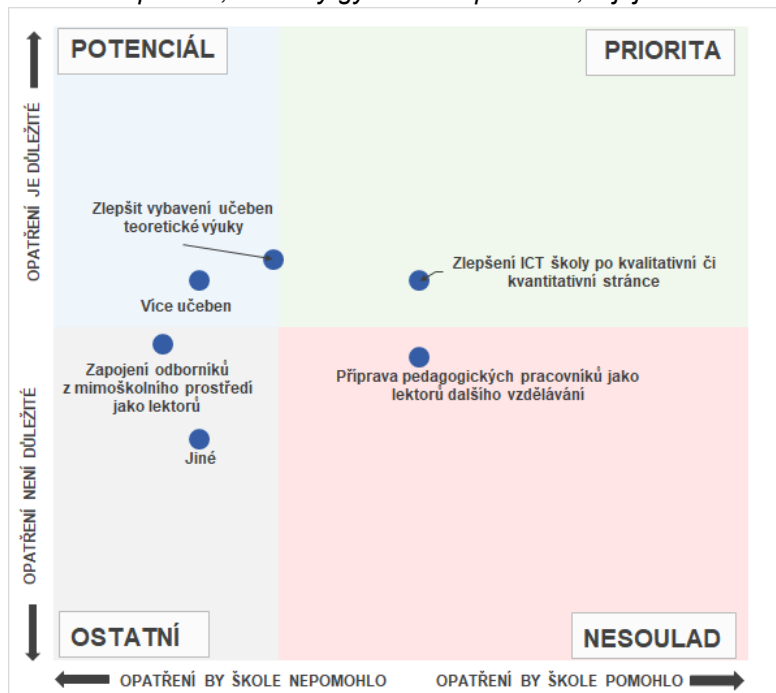 POTENCIÁL
PRIORITA
OPATŘENÍ JE DŮLEŽITÉ
Zlepšit vybavení učeben
teoretické výuky
Zlepšení ICT školy po kvalitativní či
kvantitativní stránce
Více učeben
Zapojení odborníků
z mimoškolního prostředí
jako lektorů
Příprava pedagogických pracovníků jako
lektorů dalšího vzdělávání
Jiné
OPATŘENÍ NENÍ DŮLEŽITÉ
OSTATNÍ
NESOULAD
OPATŘENÍ BY ŠKOLE NEPOMOHLO
OPATŘENÍ BY ŠKOLE POMOHLO